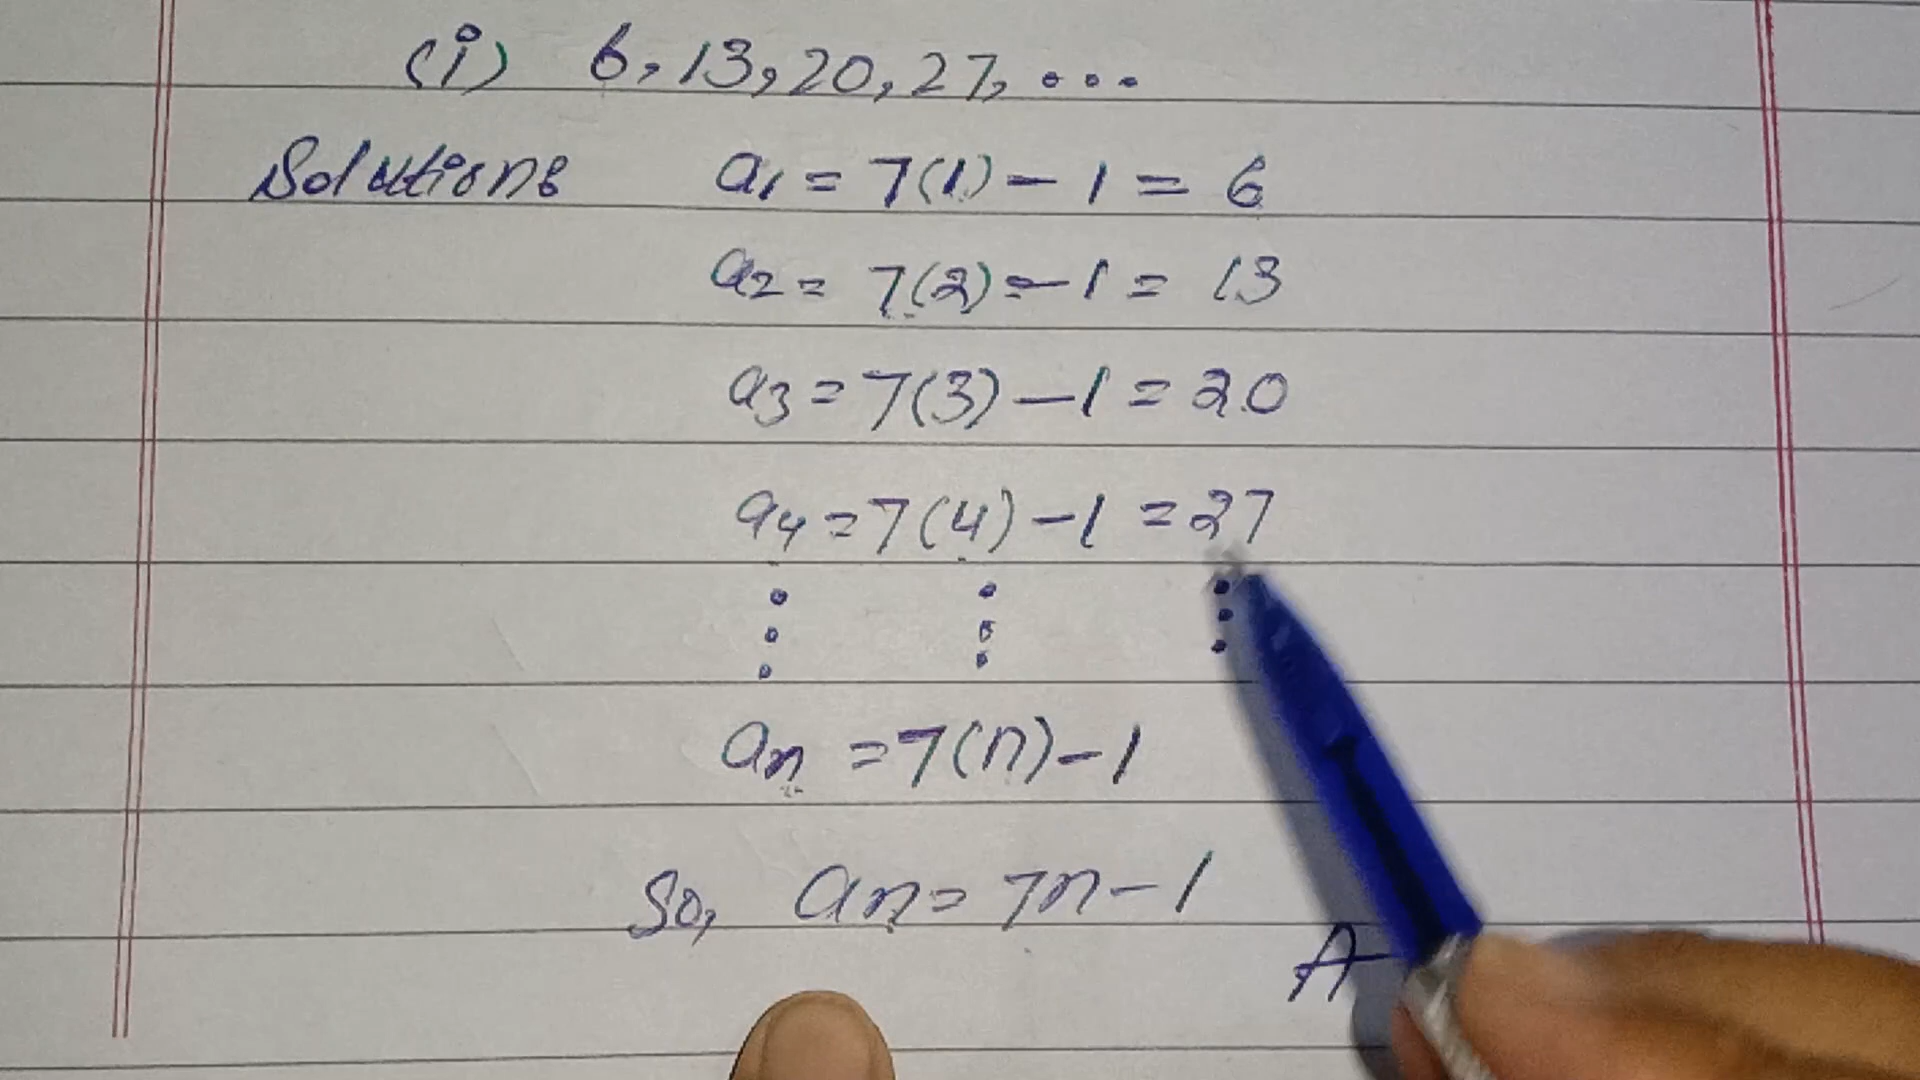 (i) 6, 13, 20, 27, ...
Solution:
a₁ = 7(1) - 1 = 6
a₂ = 7(2) - 1 = 13
a₃ = 7(3) - 1 = 20
a₄ = 7(4) - 1 = 27
⋮ ⋮ ⋮
aₙ = 7(n) - 1
So, aₙ = 7n - 1
A